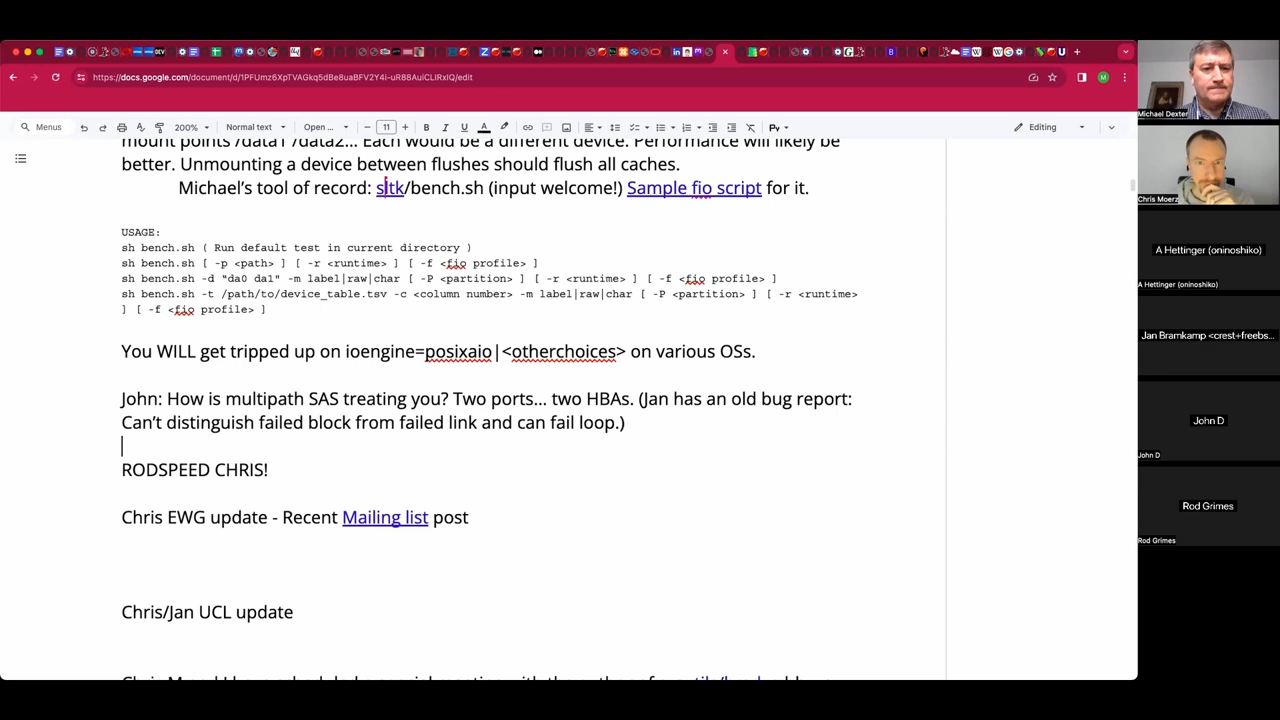 https://docs.google.com/document/d/1PFUmz6XpTVAGkq5dBe8uaBFV2Y4i-uR88AuiCLIRxIQ/edit
Menus 200% Normal text Open ... 11 B I U A Editing
mount points /data1 /data2... Each would be a different device. Performance will likely be
better. Unmounting a device between flushes should flush all caches.
Michael's tool of record: sltk/bench.sh (input welcome!) Sample fio script for it.
USAGE:
sh bench.sh ( Run default test in current directory )
sh bench.sh [ -p <path> ] [ -r <runtime> ] [ -f <fio profile> ]
sh bench.sh -d "da0 da1" -m label|raw|char [ -P <partition> ] [ -r <runtime> ] [ -f <fio profile> ]
sh bench.sh -t /path/to/device_table.tsv -c <column number> -m label|raw|char [ -P <partition> ] [ -r <runtime>
] [ -f <fio profile> ]
You WILL get tripped up on ioengine=posixaio|<otherchoices> on various OSs.
John: How is multipath SAS treating you? Two ports... two HBAs. (Jan has an old bug report:
Can't distinguish failed block from failed link and can fail loop.)
RODSPEED CHRIS!
Chris EWG update - Recent Mailing list post
Chris/Jan UCL update
Michael Dexter
Chris Moerz
A Hettinger (oninoshiko)
A Hettinger (oninoshiko)
Jan Bramkamp <crest+freebs...
John D
John D
Rod Grimes
Rod Grimes